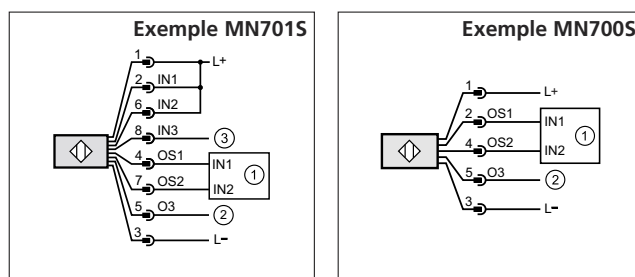 Exemple MN701S
1 L+
2 IN1
6 IN2
8 IN3 ③
4 OS1 IN1
7 OS2 IN2 ①
5 O3 ②
3 L-
Exemple MN700S
1 L+
2 OS1 IN1
4 OS2 IN2 ①
5 O3 ②
3 L-